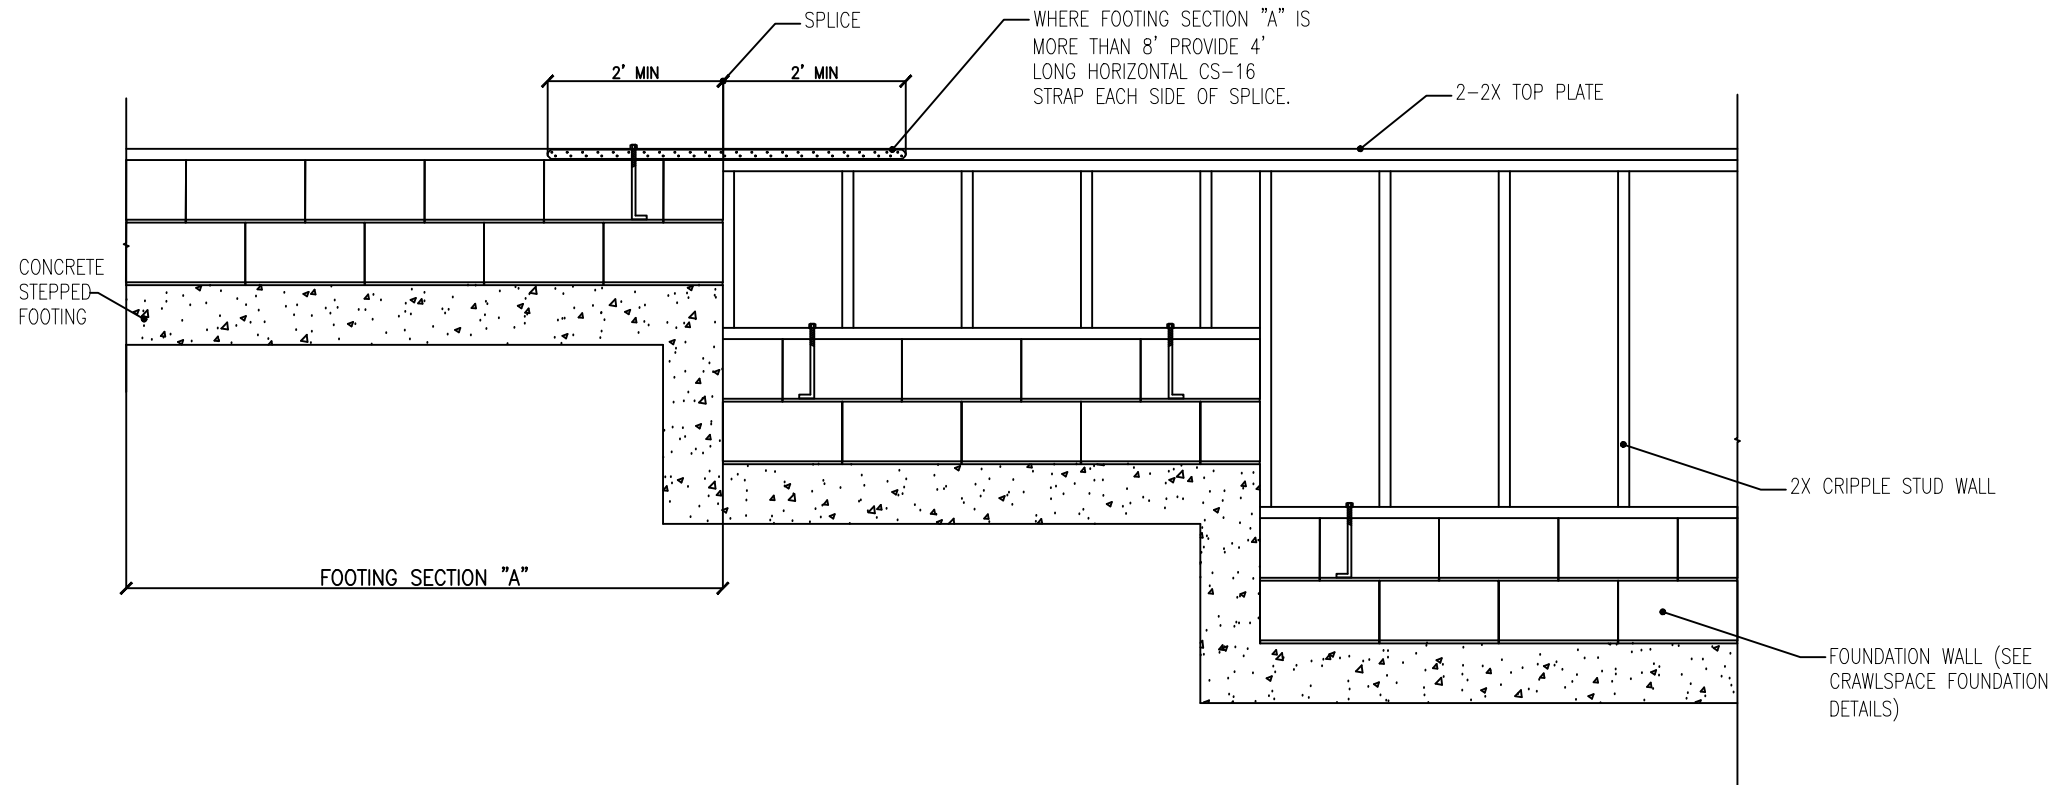 SPLICE
WHERE FOOTING SECTION "A" IS
MORE THAN 8' PROVIDE 4'
LONG HORIZONTAL CS-16
STRAP EACH SIDE OF SPLICE.
2' MIN
2' MIN
2-2X TOP PLATE
CONCRETE
STEPPED
FOOTING
2X CRIPPLE STUD WALL
FOOTING SECTION "A"
FOUNDATION WALL (SEE
CRAWLSPACE FOUNDATION
DETAILS)